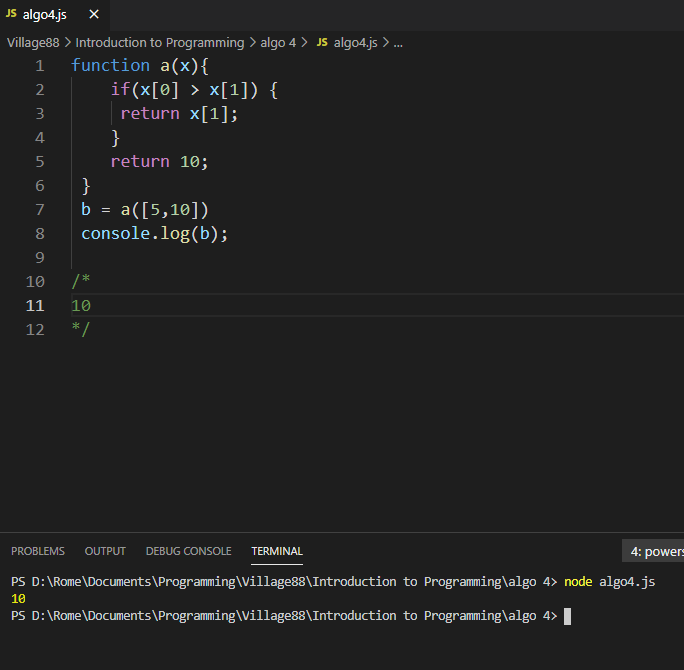 JS algo4.js ×
Village88 > Introduction to Programming > algo 4 > JS algo4.js > ...
1 function a(x){
2 if(x[0] > x[1]) {
3 return x[1];
4 }
5 return 10;
6 }
7 b = a([5,10])
8 console.log(b);
9
10 /*
11 10
12 */
PROBLEMS OUTPUT DEBUG CONSOLE TERMINAL 4: powers
PS D:\Rome\Documents\Programming\Village88\Introduction to Programming\algo 4> node algo4.js
10
PS D:\Rome\Documents\Programming\Village88\Introduction to Programming\algo 4>